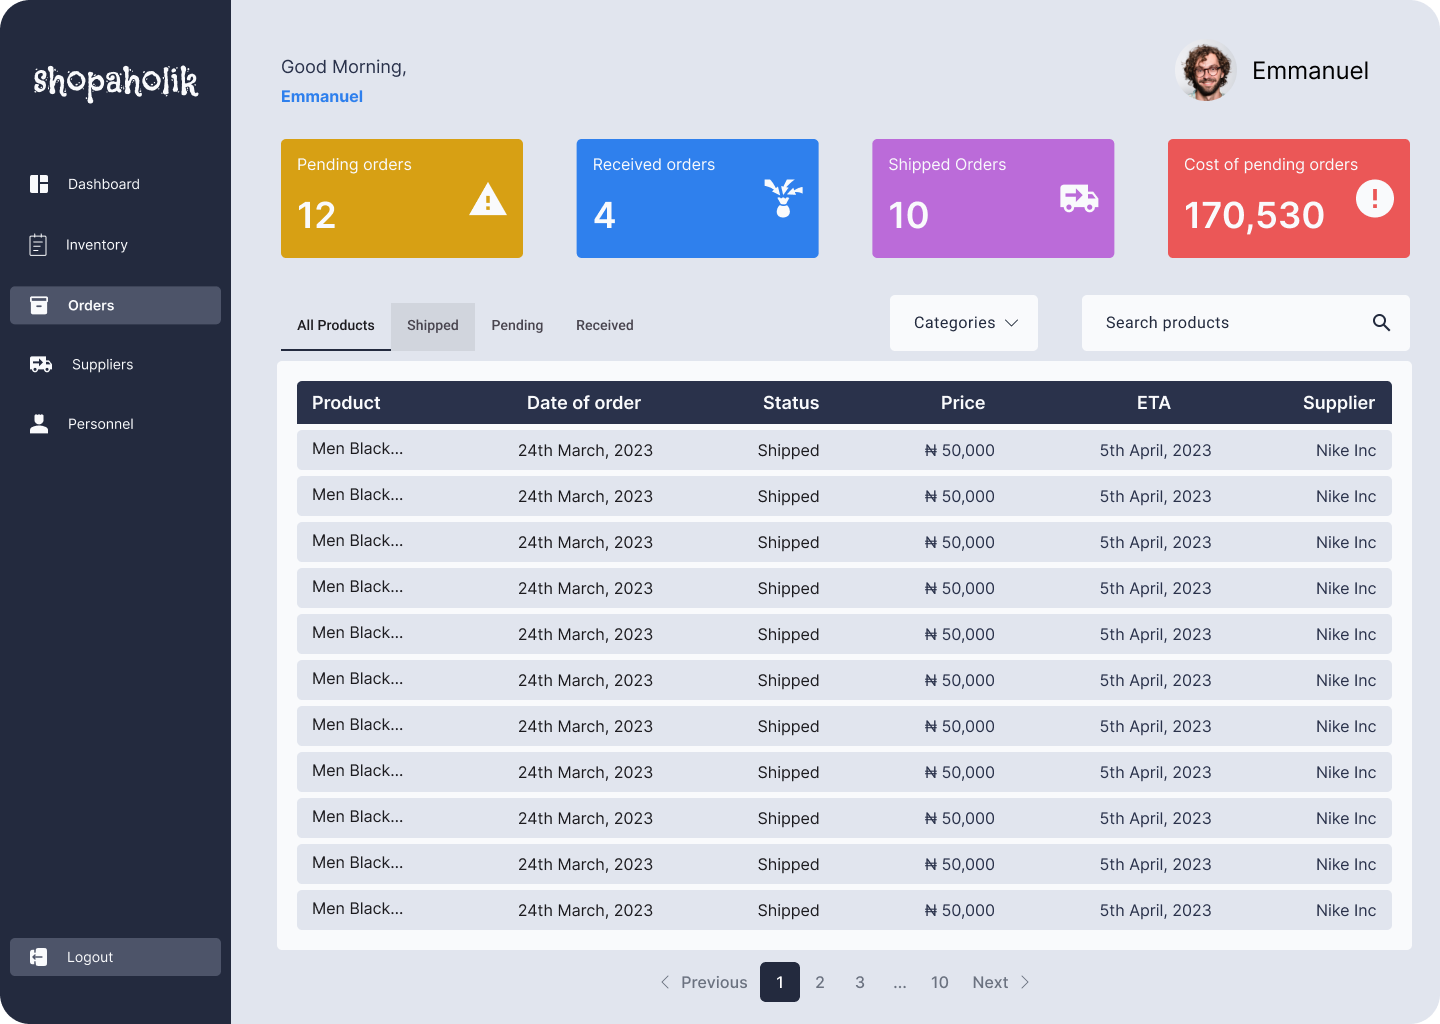 shopaholik
Dashboard
Inventory
Orders
Suppliers
Personnel
Logout
Good Morning,
Emmanuel
Emmanuel
Pending orders
12
Received orders
4
Shipped Orders
10
Cost of pending orders
170,530
All Products Shipped Pending Received
Categories
Search products
Product Date of order Status Price ETA Supplier
Men Black... 24th March, 2023 Shipped ₦ 50,000 5th April, 2023 Nike Inc
Men Black... 24th March, 2023 Shipped ₦ 50,000 5th April, 2023 Nike Inc
Men Black... 24th March, 2023 Shipped ₦ 50,000 5th April, 2023 Nike Inc
Men Black... 24th March, 2023 Shipped ₦ 50,000 5th April, 2023 Nike Inc
Men Black... 24th March, 2023 Shipped ₦ 50,000 5th April, 2023 Nike Inc
Men Black... 24th March, 2023 Shipped ₦ 50,000 5th April, 2023 Nike Inc
Men Black... 24th March, 2023 Shipped ₦ 50,000 5th April, 2023 Nike Inc
Men Black... 24th March, 2023 Shipped ₦ 50,000 5th April, 2023 Nike Inc
Men Black... 24th March, 2023 Shipped ₦ 50,000 5th April, 2023 Nike Inc
Men Black... 24th March, 2023 Shipped ₦ 50,000 5th April, 2023 Nike Inc
Men Black... 24th March, 2023 Shipped ₦ 50,000 5th April, 2023 Nike Inc
Previous 1 2 3 ... 10 Next